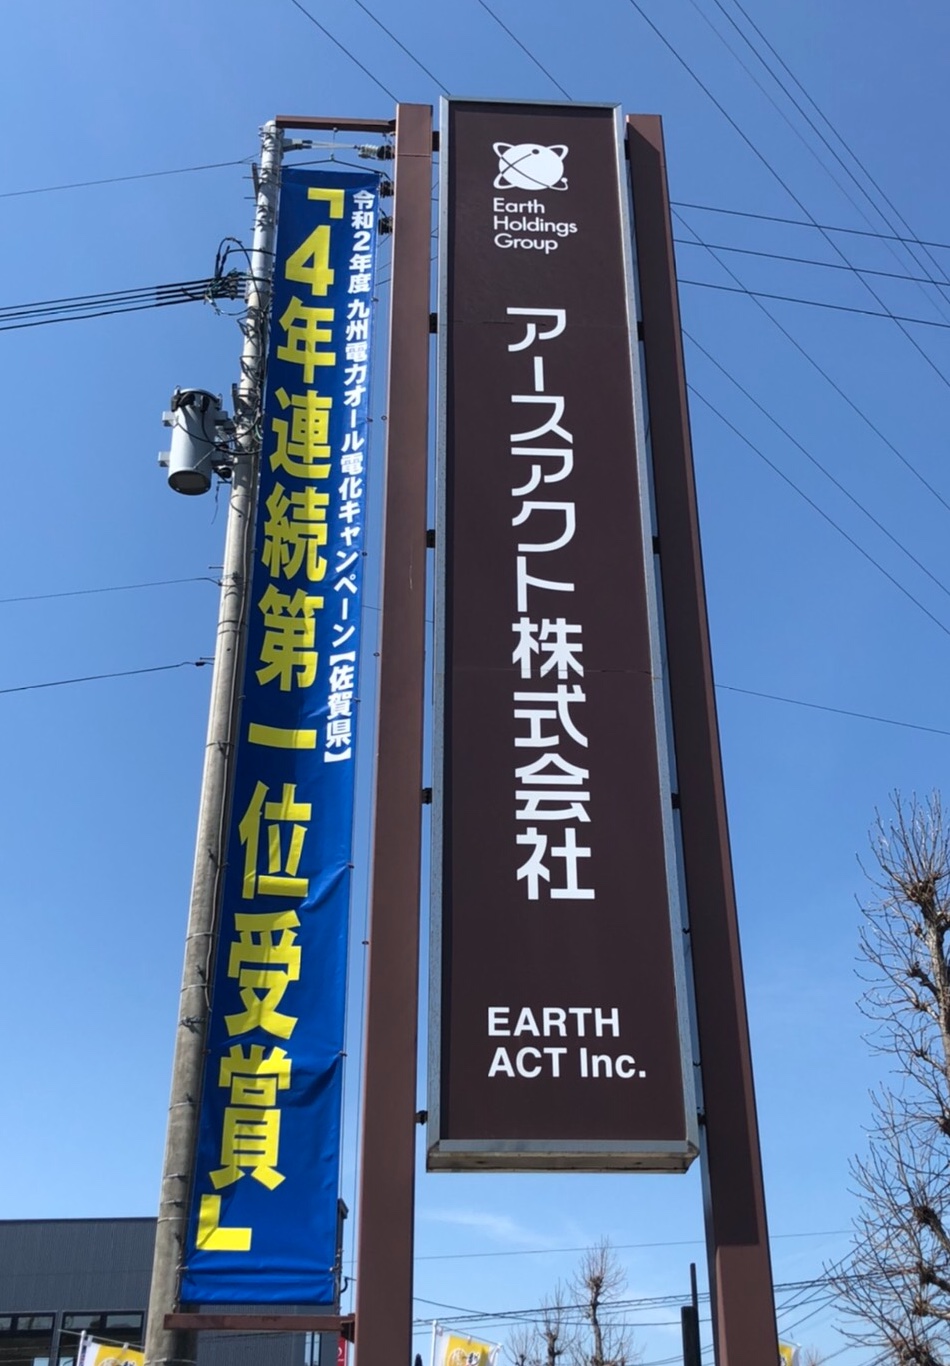 令和2年度 九州電力オール電化キャンペーン【佐賀県】
「4年連続第一位受賞」
Earth
Holdings
Group
アースアクト株式会社
EARTH
ACT Inc.